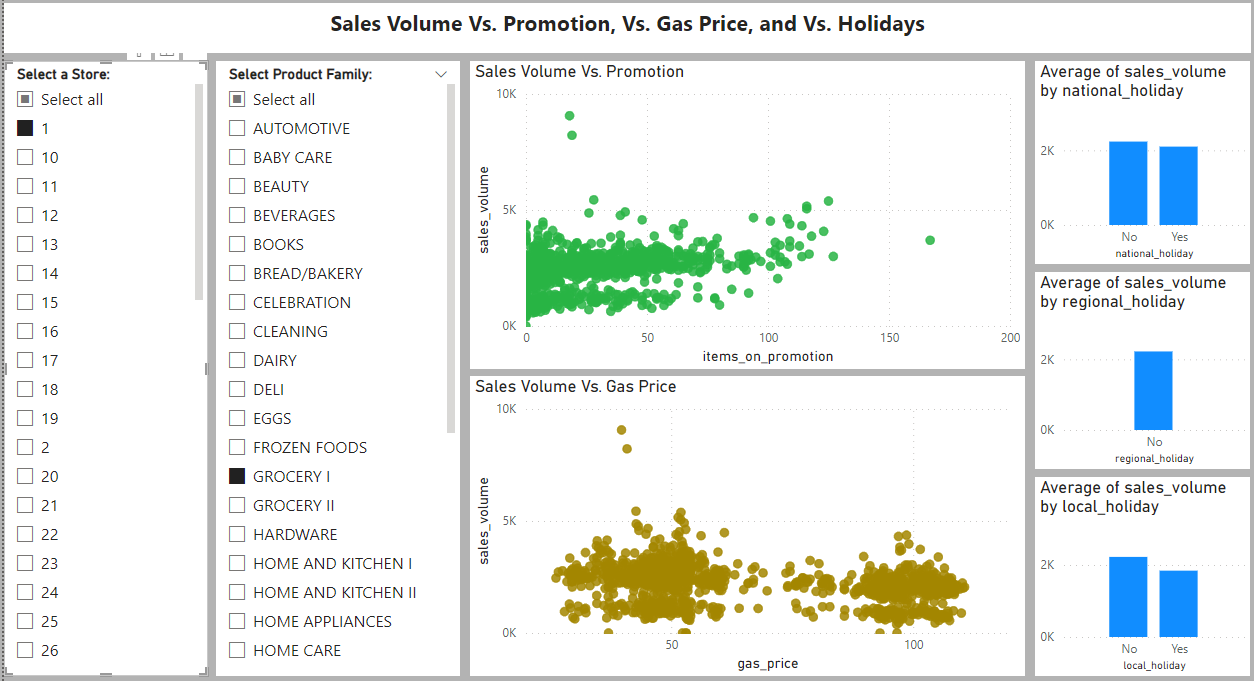 Sales Volume Vs. Promotion, Vs. Gas Price, and Vs. Holidays
Select a Store:
Select all
1
10
11
12
13
14
15
16
17
18
19
2
20
21
22
23
24
25
26
Select Product Family:
Select all
AUTOMOTIVE
BABY CARE
BEAUTY
BEVERAGES
BOOKS
BREAD/BAKERY
CELEBRATION
CLEANING
DAIRY
DELI
EGGS
FROZEN FOODS
GROCERY I
GROCERY II
HARDWARE
HOME AND KITCHEN I
HOME AND KITCHEN II
HOME APPLIANCES
HOME CARE
Sales Volume Vs. Promotion
10K
5K
0K
sales_volume
0 50 100 150 200
items_on_promotion
Sales Volume Vs. Gas Price
10K
5K
0K
sales_volume
50 100
gas_price
Average of sales_volume
by national_holiday
2K
0K
No Yes
national_holiday
Average of sales_volume
by regional_holiday
2K
0K
No
regional_holiday
Average of sales_volume
by local_holiday
2K
0K
No Yes
local_holiday